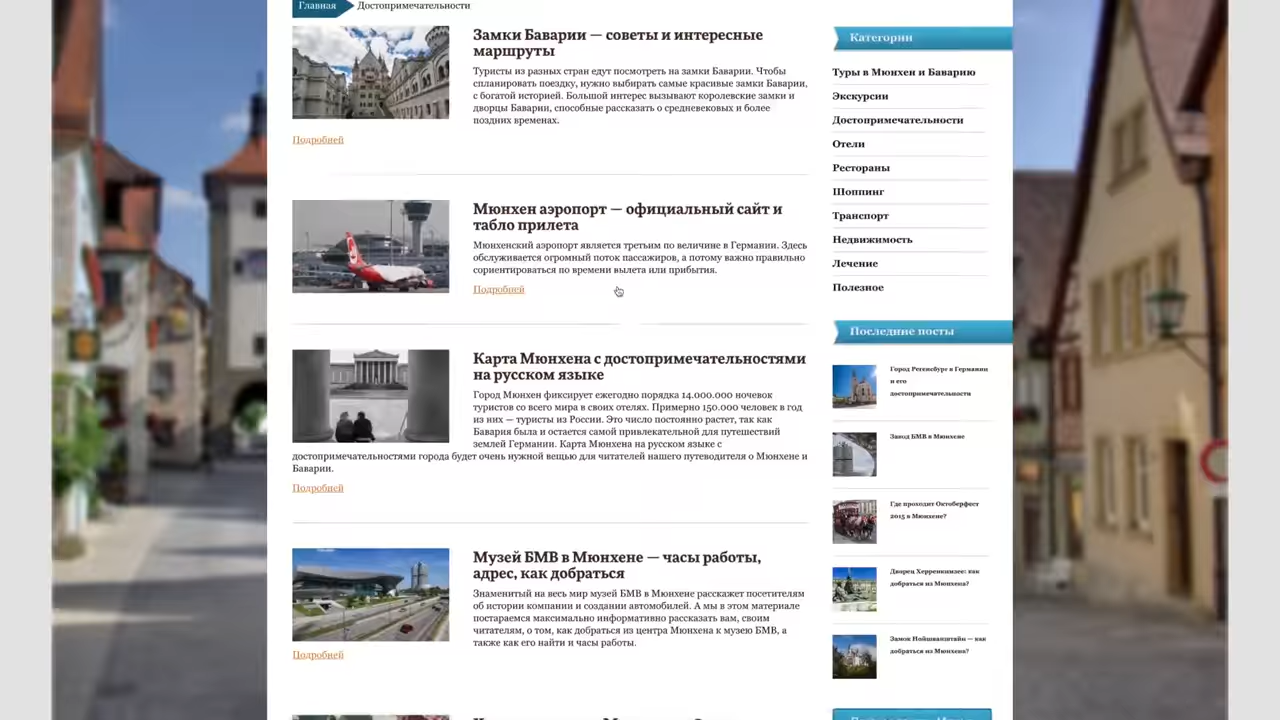 Главная Достопримечательности
Замки Баварии — советы и интересные
маршруты
Туристы из разных стран едут посмотреть на замки Баварии. Чтобы
спланировать поездку, нужно выбирать самые красивые замки Баварии,
с богатой историей. Большой интерес вызывают королевские замки и
дворцы Баварии, способные рассказать о средневековых и более
поздних временах.
Подробней
Мюнхен аэропорт — официальный сайт и
табло прилета
Мюнхенский аэропорт является третьим по величине в Германии. Здесь
обслуживается огромный поток пассажиров, а потому важно правильно
сориентироваться по времени вылета или прибытия.
Подробней
Карта Мюнхена с достопримечательностями
на русском языке
Город Мюнхен фиксирует ежегодно порядка 14.000.000 ночевок
туристов со всего мира в своих отелях. Примерно 150.000 человек в год
из них — туристы из России. Это число постоянно растет, так как
Бавария была и остается самой привлекательной для путешествий
землей Германии. Карта Мюнхена на русском языке с
достопримечательностями города будет очень нужной вещью для читателей нашего путеводителя о Мюнхене и
Баварии.
Подробней
Музей БМВ в Мюнхене — часы работы,
адрес, как добраться
Знаменитый на весь мир музей БМВ в Мюнхене расскажет посетителям
об истории компании и создании автомобилей. А мы в этом материале
постараемся максимально информативно рассказать вам, своим
читателям, о том, как добраться из центра Мюнхена к музею БМВ, а
также как его найти и часы работы.
Подробней
Категории
Туры в Мюнхен и Баварию
Экскурсии
Достопримечательности
Отели
Рестораны
Шоппинг
Транспорт
Недвижимость
Лечение
Полезное
Последние посты
Город Регенсбург в Германии
и его
достопримечательности
Завод БМВ в Мюнхене
Где проходит Октоберфест
2015 в Мюнхене?
Дворец Херренкимзее: как
добраться из Мюнхена?
Замок Нойшванштайн — как
добраться из Мюнхена?